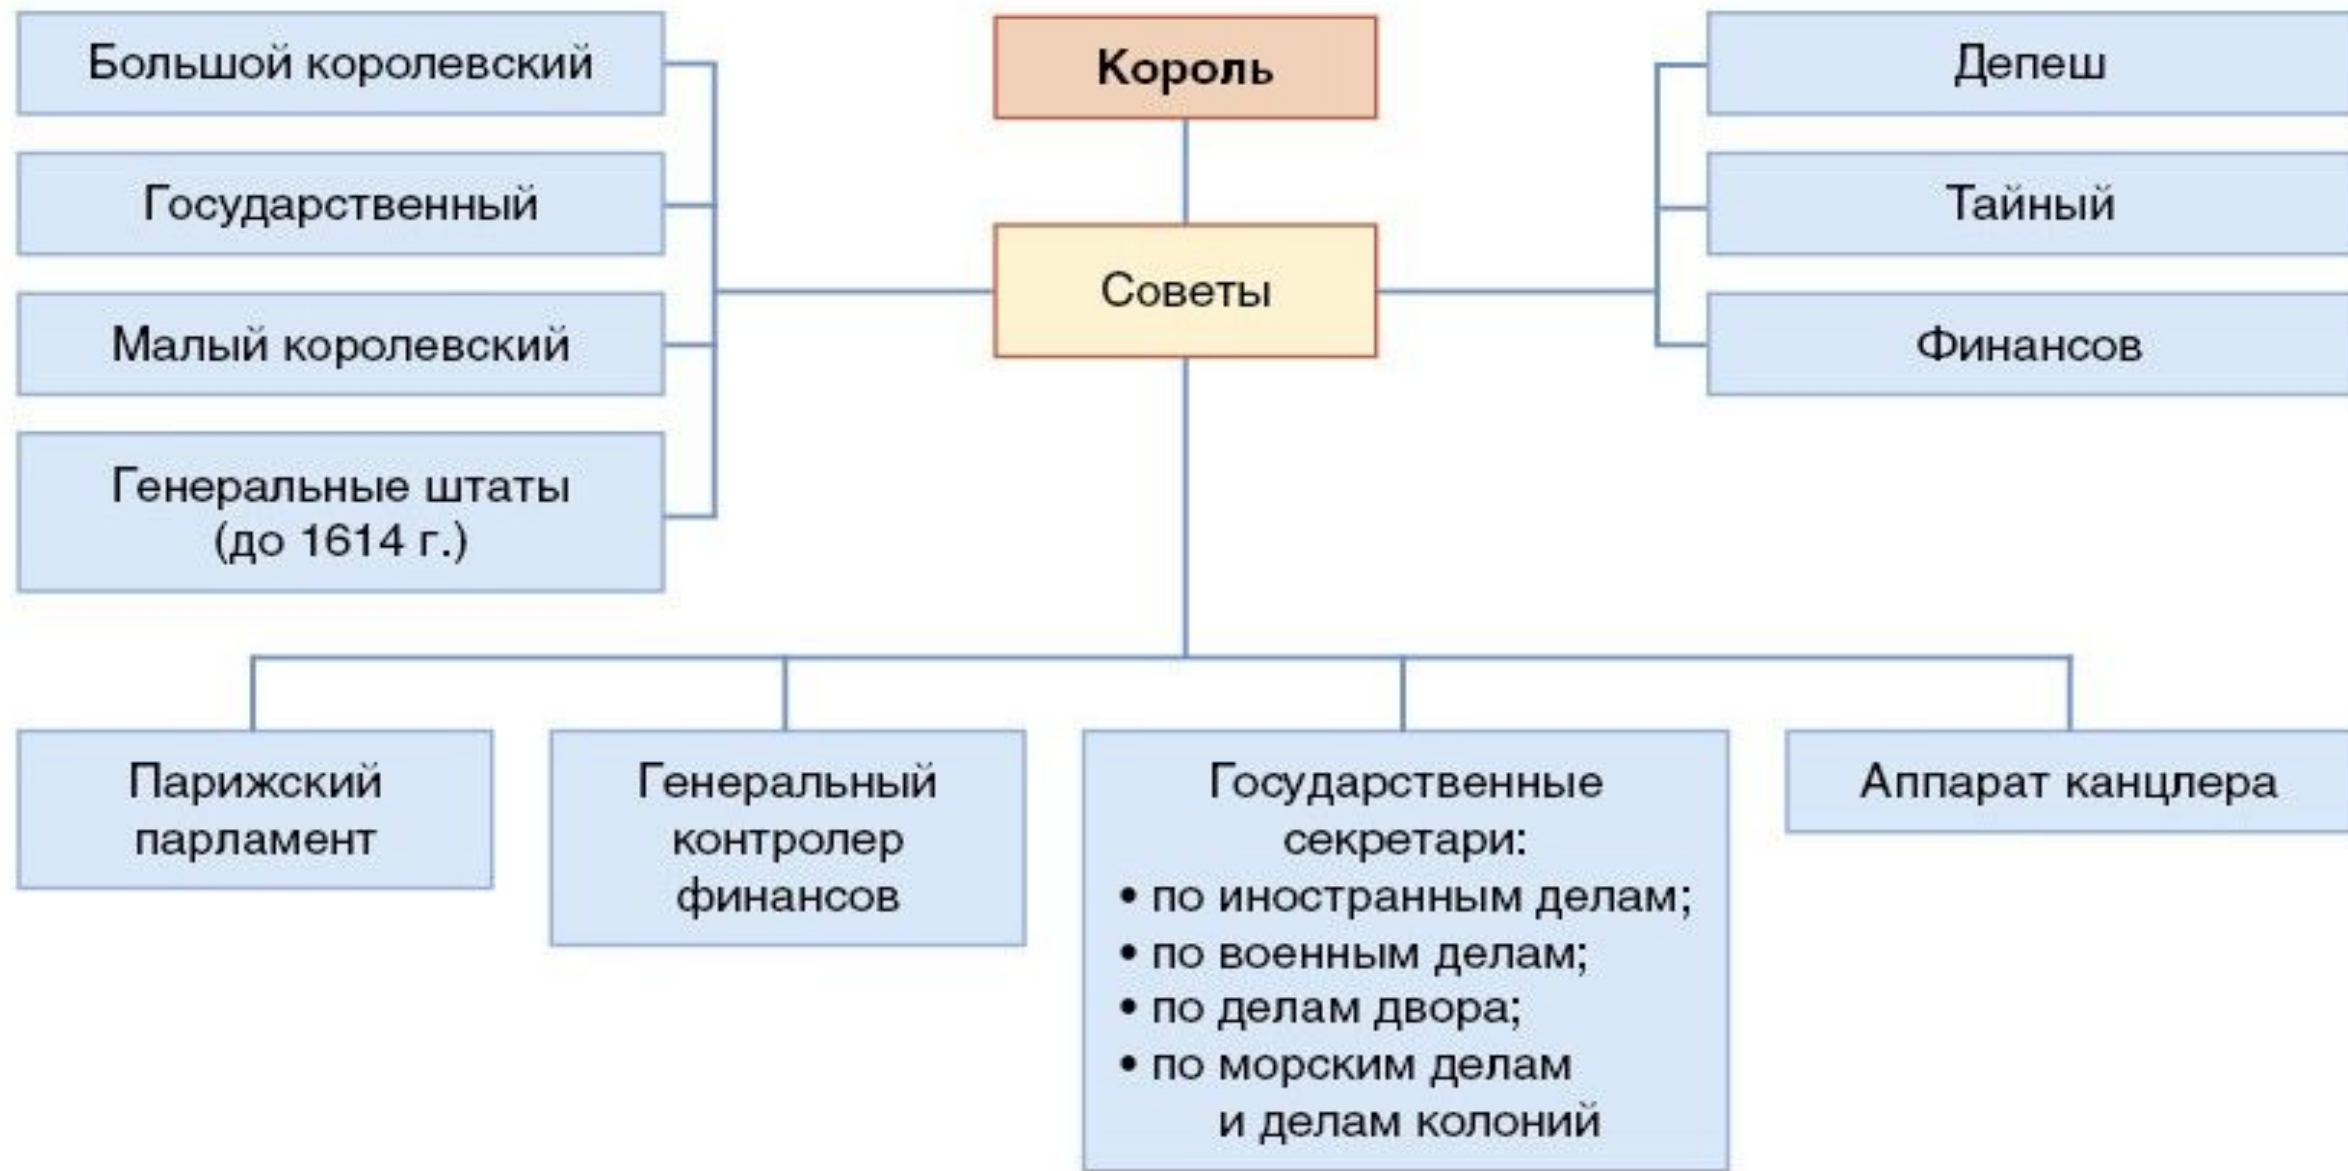 Большой королевский
Государственный
Малый королевский
Генеральные штаты
(до 1614 г.)
Король
Советы
Депеш
Тайный
Финансов
Парижский
парламент
Генеральный
контролер
финансов
Государственные
секретари:
• по иностранным делам;
• по военным делам;
• по делам двора;
• по морским делам
и делам колоний
Аппарат канцлера